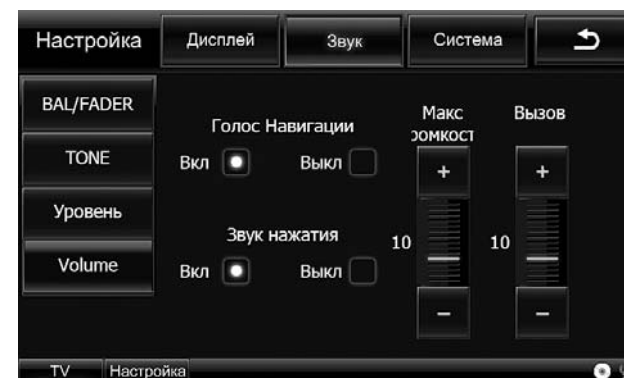 Настройка Дисплей Звук Система
BAL/FADER
TONE
Уровень
Volume
Голос Навигации
Вкл Выкл
Звук нажатия
Вкл Выкл
Макс
ромкост
+
10
−
Вызов
+
10
−
TV Настройка